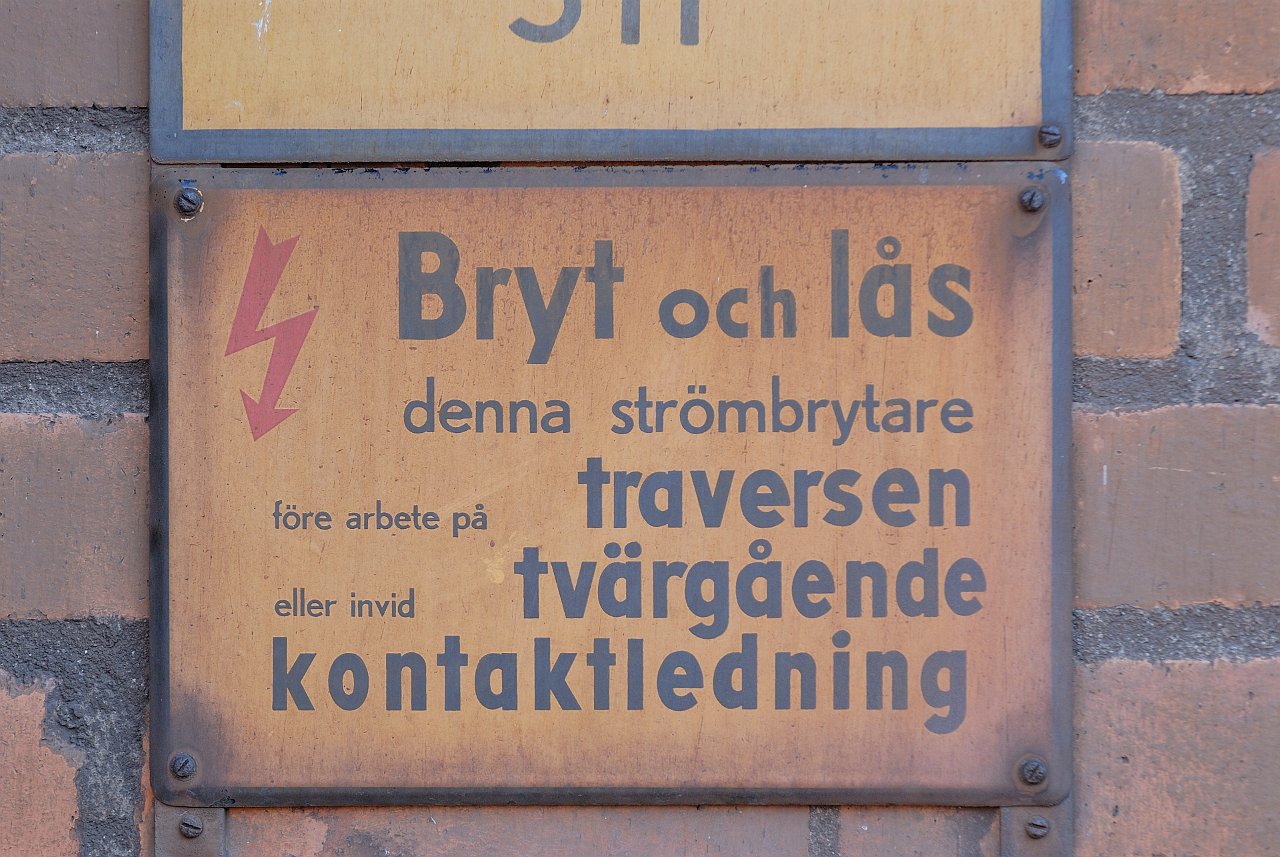 Bryt och lås
denna strömbrytare
före arbete på traversen
eller invid tvärgående
kontaktledning